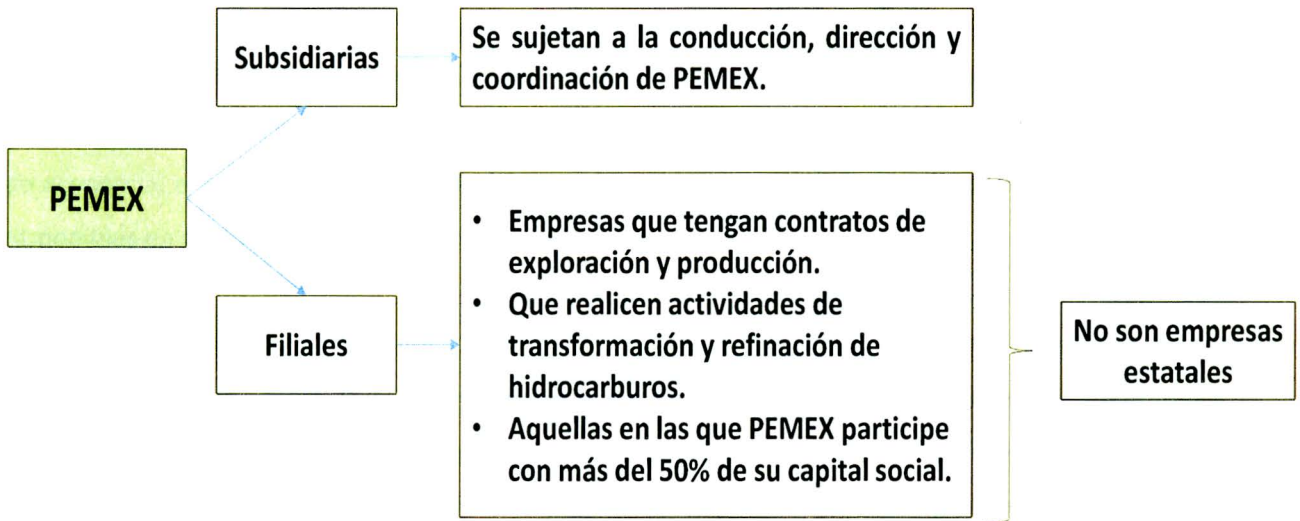 Subsidiarias
Se sujetan a la conducción, dirección y
coordinación de PEMEX.
PEMEX
Filiales
• Empresas que tengan contratos de
exploración y producción.
• Que realicen actividades de
transformación y refinación de
hidrocarburos.
• Aquellas en las que PEMEX participe
con más del 50% de su capital social.
No son empresas
estatales